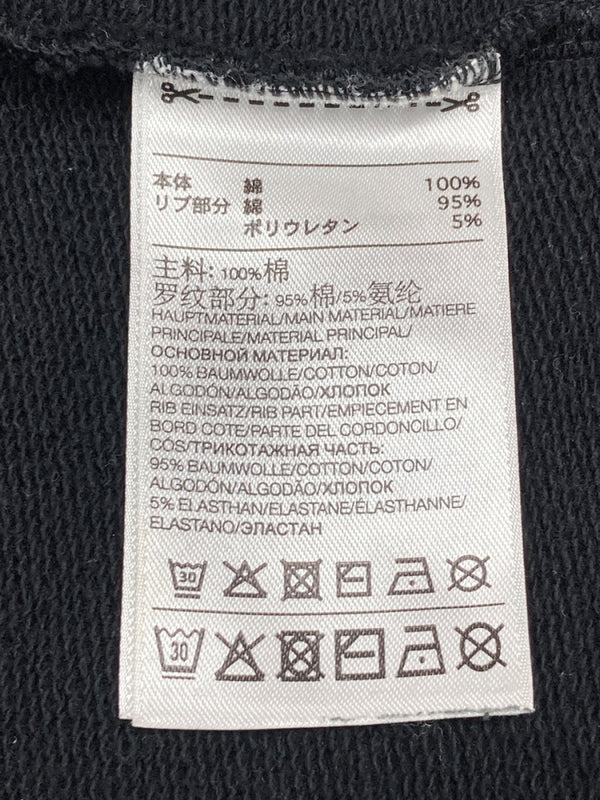 本体 綿 100%
リブ部分 綿 95%
ポリウレタン 5%
主料: 100%棉
罗纹部分: 95%棉/5%氨纶
HAUPTMATERIAL/MAIN MATERIAL/MATIERE
PRINCIPALE/MATERIAL PRINCIPAL/
ОСНОВНОЙ МАТЕРИАЛ:
100% BAUMWOLLE/COTTON/COTON/
ALGODÓN/ALGODÃO/ХЛОПОК
RIB EINSATZ/RIB PART/EMPIECEMENT EN
BORD COTE/PARTE DEL CORDONCILLO/
COS/ТРИКОТАЖНАЯ ЧАСТЬ:
95% BAUMWOLLE/COTTON/COTON/
ALGODÓN/ALGODÃO/ХЛОПОК
5% ELASTHAN/ELASTANE/ÉLASTHANNE/
ELASTANO/ЭЛАСТАН
30
30